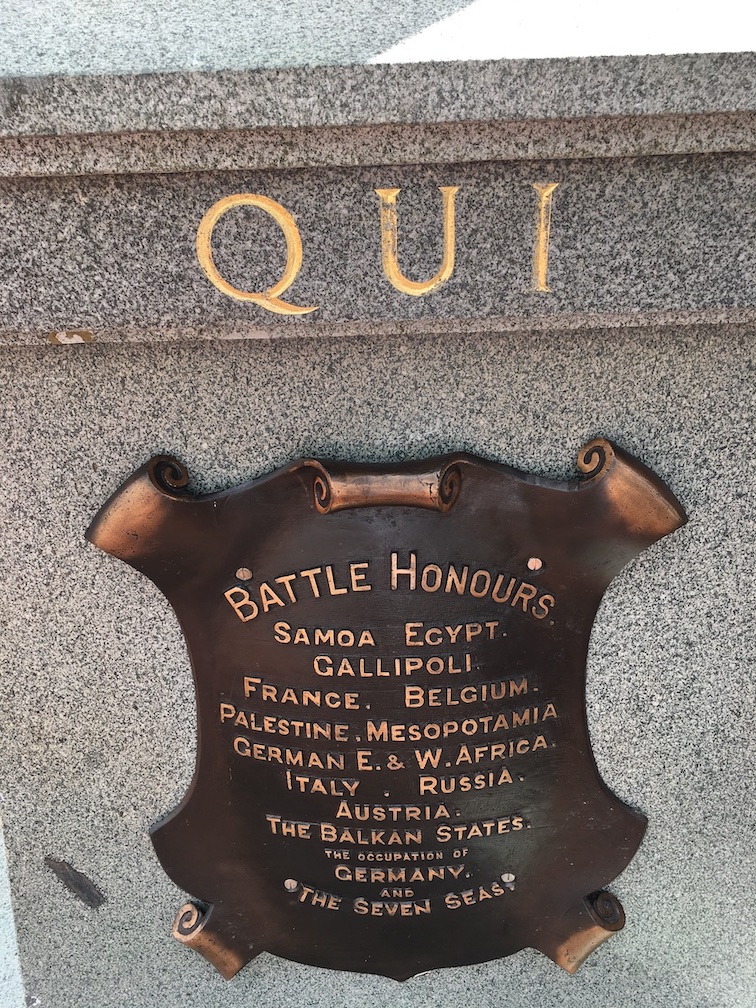 QUI
BATTLE HONOURS.
SAMOA EGYPT.
GALLIPOLI.
FRANCE. BELGIUM.
PALESTINE. MESOPOTAMIA
GERMAN E. & W. AFRICA.
ITALY . RUSSIA.
AUSTRIA.
THE BALKAN STATES.
THE OCCUPATION OF
GERMANY.
AND
THE SEVEN SEAS.